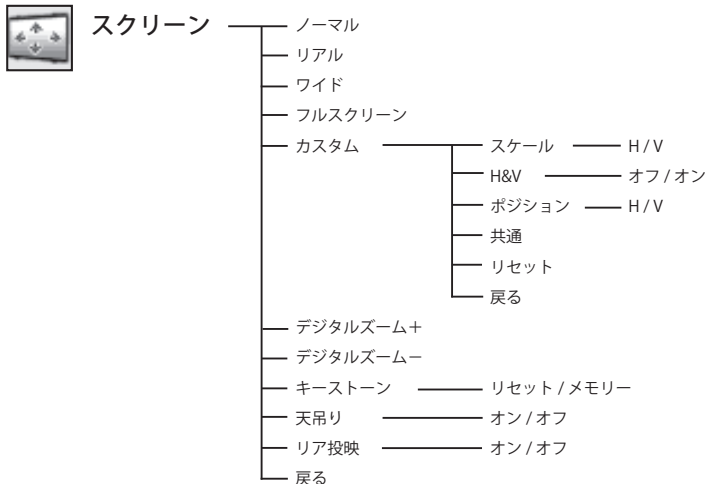 スクリーン
ノーマル
リアル
ワイド
フルスクリーン
カスタム スケール H / V
H&V オフ / オン
ポジション H / V
共通
リセット
戻る
デジタルズーム＋
デジタルズーム－
キーストーン リセット / メモリー
天吊り オン / オフ
リア投映 オン / オフ
戻る